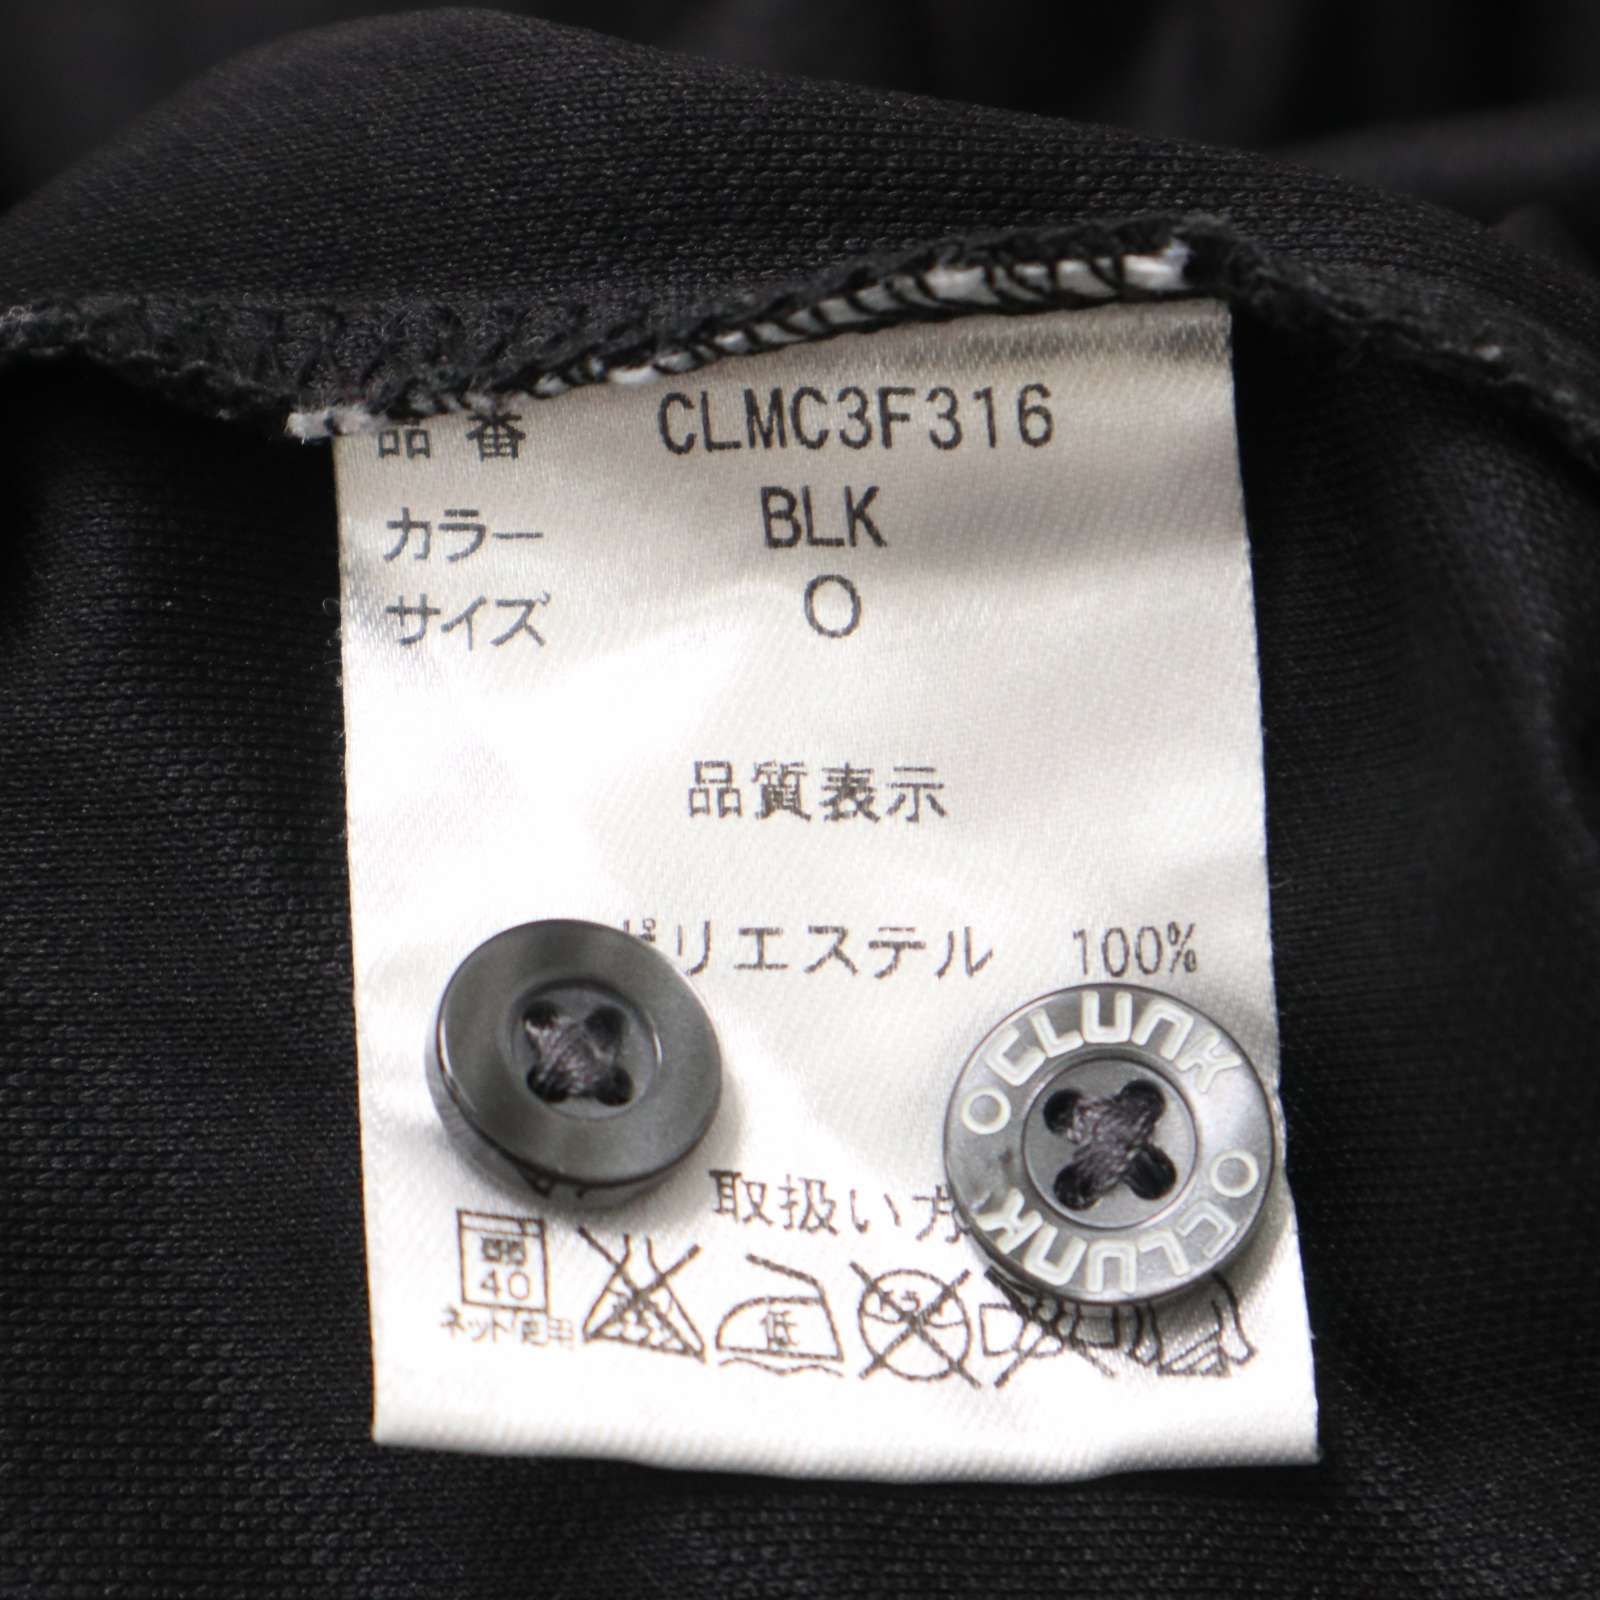 品番 CLMC3F316
カラー BLK
サイズ O
品質表示
ポリエステル 100%
取扱い方
40
低
ネット使用
CLUNK
CLUNK